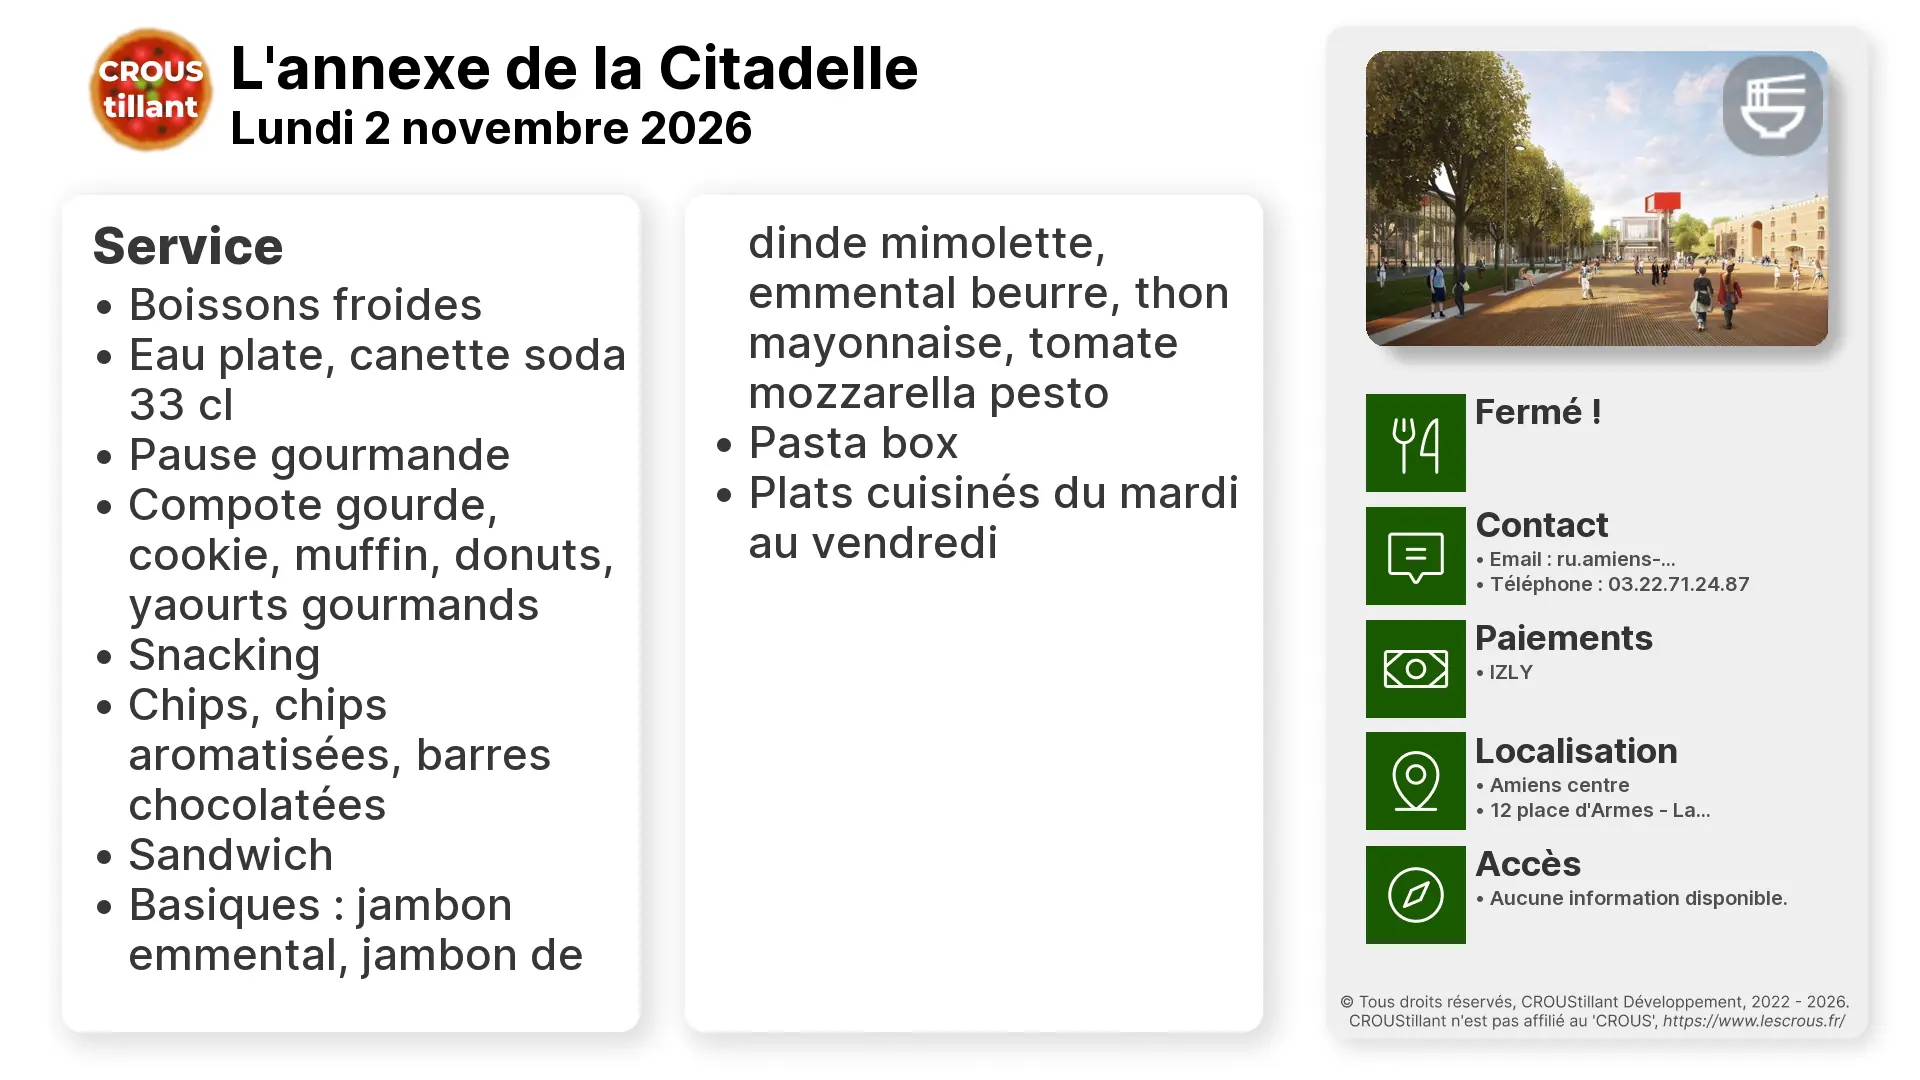 CROUS
tillant
L'annexe de la Citadelle
Lundi 2 novembre 2026
Service
• Boissons froides
• Eau plate, canette soda
33 cl
• Pause gourmande
• Compote gourde,
cookie, muffin, donuts,
yaourts gourmands
• Snacking
• Chips, chips
aromatisées, barres
chocolatées
• Sandwich
• Basiques : jambon
emmental, jambon de
dinde mimolette,
emmental beurre, thon
mayonnaise, tomate
mozzarella pesto
• Pasta box
• Plats cuisinés du mardi
au vendredi
Fermé !
Contact
• Email : ru.amiens-...
• Téléphone : 03.22.71.24.87
Paiements
• IZLY
Localisation
• Amiens centre
• 12 place d'Armes - La...
Accès
• Aucune information disponible.
© Tous droits réservés, CROUStillant Développement, 2022 - 2026.
CROUStillant n'est pas affilié au 'CROUS', https://www.lescrous.fr/